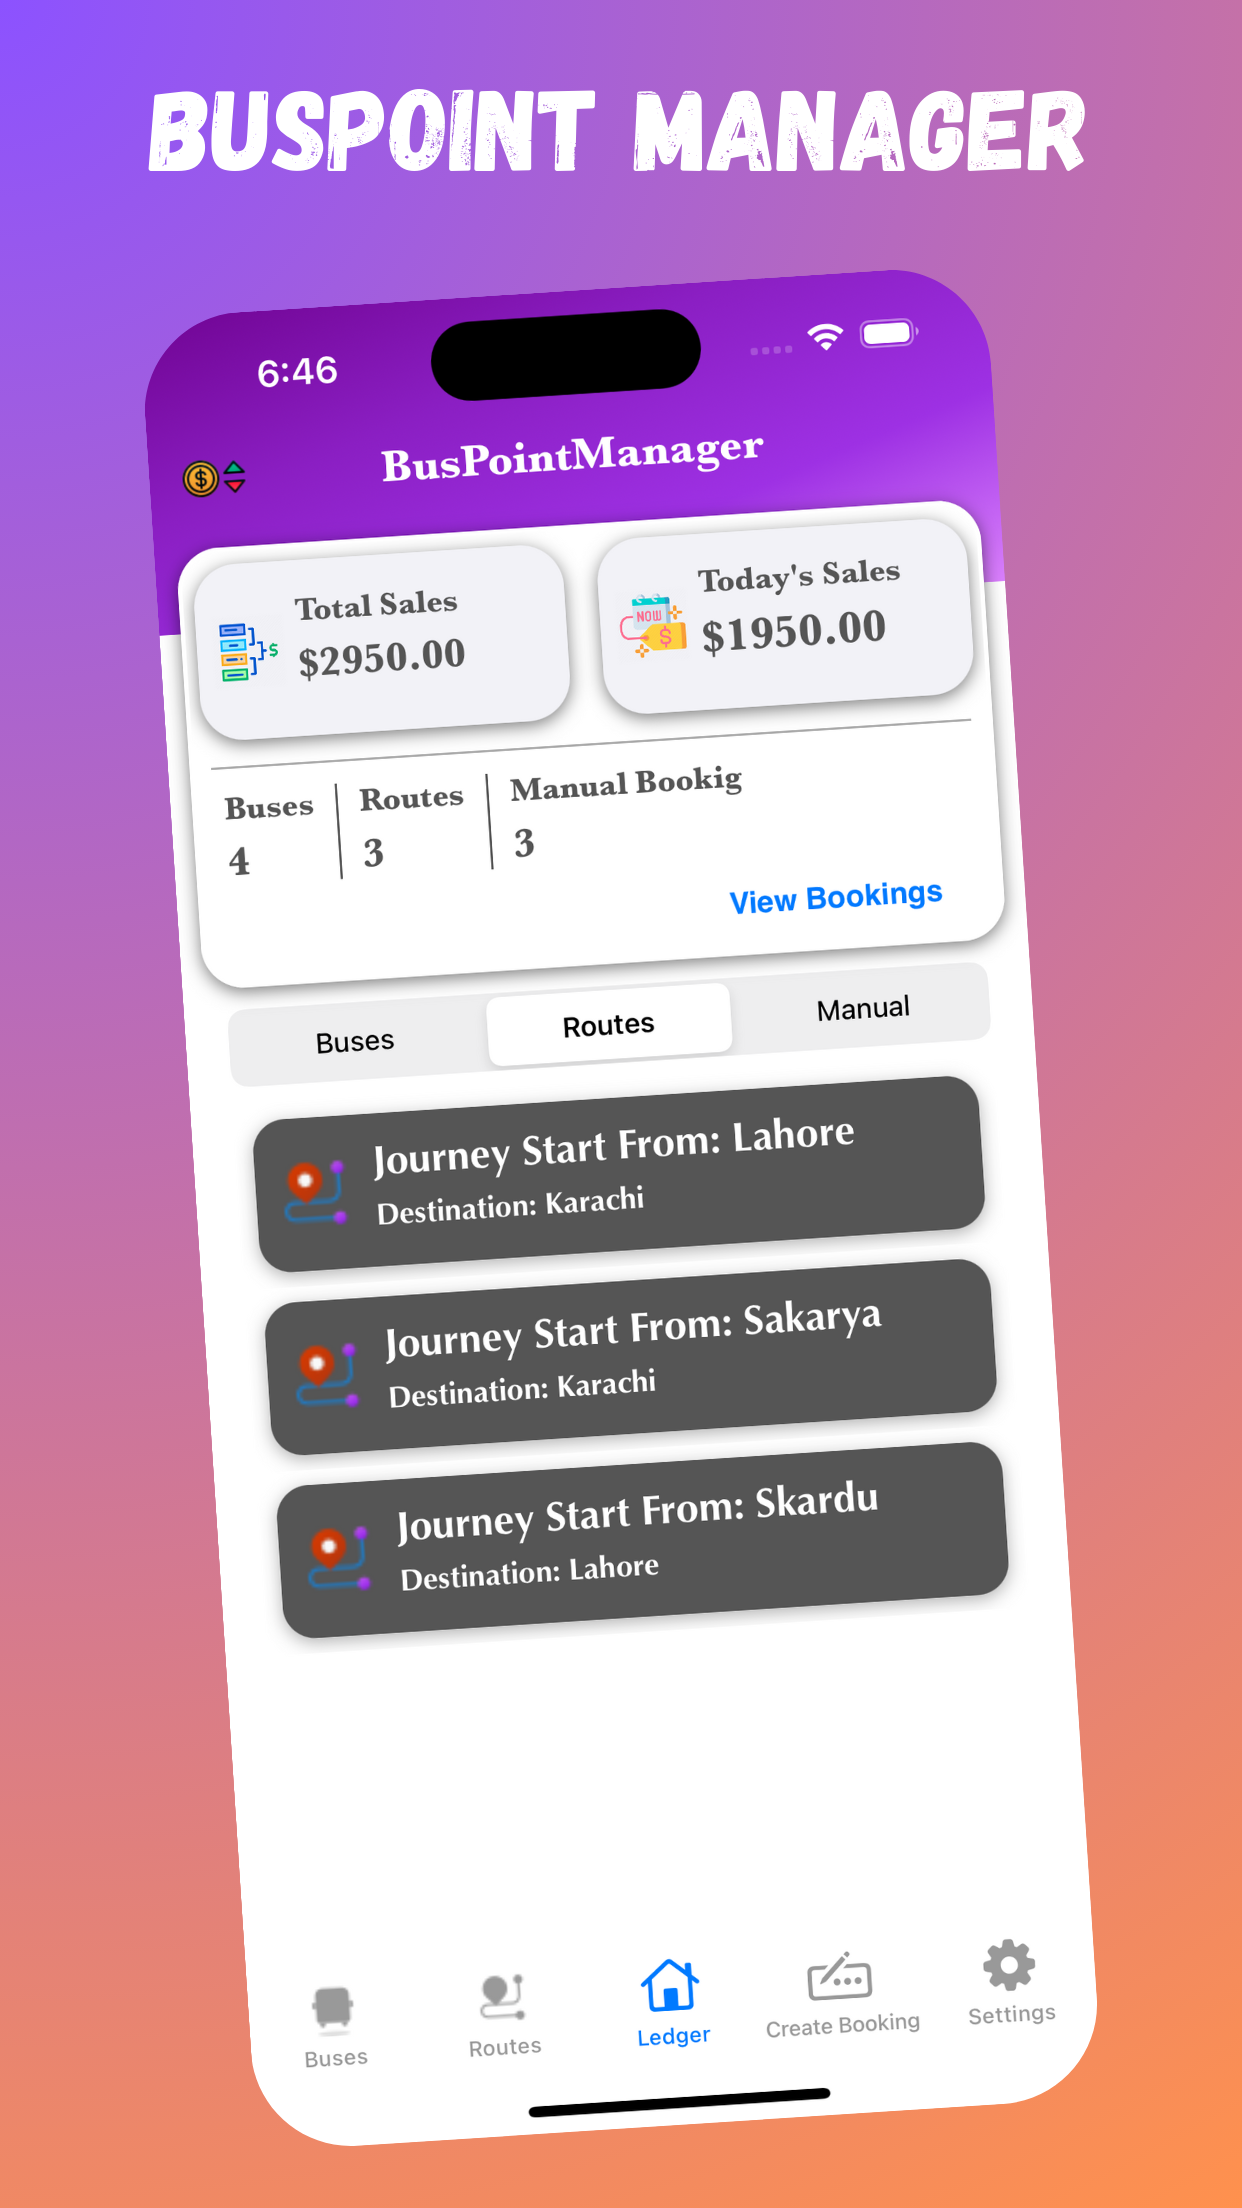 BUSPOINT MANAGER
6:46
BusPointManager
Total Sales
$2950.00
NOW
Today's Sales
$1950.00
Buses
4
Routes
3
Manual Bookig
3
View Bookings
Buses
Routes
Manual
Journey Start From: Lahore
Destination: Karachi
Journey Start From: Sakarya
Destination: Karachi
Journey Start From: Skardu
Destination: Lahore
Buses
Routes
Ledger
Create Booking
Settings